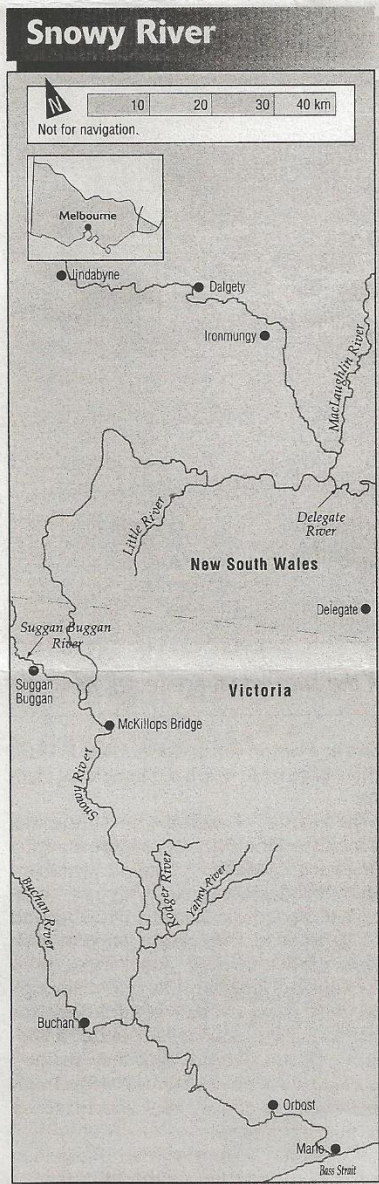 Snowy River
N
10 20 30 40 km
Not for navigation.
Melbourne
Jindabyne
Dalgety
Ironmungy
MacLaughlin River
Little River
Delegate
River
New South Wales
Delegate
Suggan Buggan
River
Suggan
Buggan
Victoria
McKillops Bridge
Snowy River
Rodger River
Yalmy River
Buchan
River
Buchan
Orbost
Marlo
Bass Strait